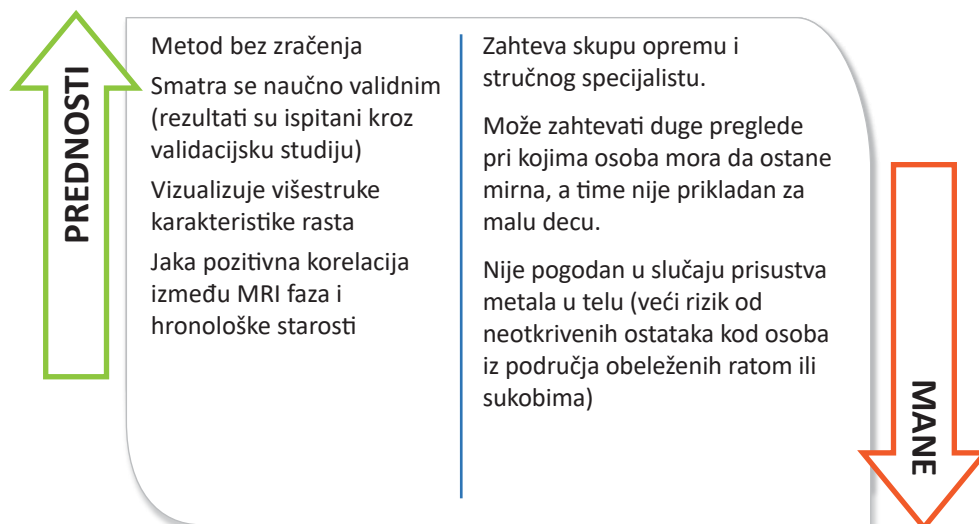 PREDNOSTI
Metod bez zračenja
Smatra se naučno validnim
(rezultati su ispitani kroz
validacijsku studiju)
Vizualizuje višestruke
karakteristike rasta
Jaka pozitivna korelacija
između MRI faza i
hronološke starosti
Zahteva skupu opremu i
stručnog specijalistu.
Može zahtevati duge preglede
pri kojima osoba mora da ostane
mirna, a time nije prikladan za
malu decu.
Nije pogodan u slučaju prisustva
metala u telu (veći rizik od
neotkrivenih ostataka kod osoba
iz područja obeleženih ratom ili
sukobima)
MANE